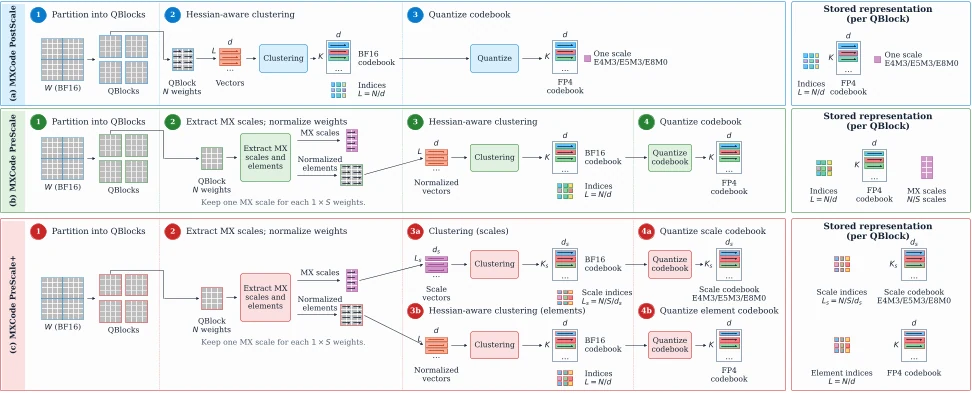 (a) MXCode PostScale
1 Partition into QBlocks
W (BF16)
QBlocks
2 Hessian-aware clustering
QBlock
N weights
L
d
...
Vectors
Clustering
K
d
...
BF16
codebook
Indices
L = N/d
3 Quantize codebook
Quantize
K
d
...
FP4
codebook
One scale
E4M3/E5M3/E8M0
Stored representation
(per QBlock)
Indices
L = N/d
K
d
...
FP4
codebook
One scale
E4M3/E5M3/E8M0
(b) MXCode PreScale
1 Partition into QBlocks
W (BF16)
QBlocks
2 Extract MX scales; normalize weights
QBlock
N weights
Extract MX
scales and
elements
MX scales
Normalized
elements
Keep one MX scale for each 1 × S weights.
3 Hessian-aware clustering
L
d
...
Normalized
vectors
Clustering
K
d
...
BF16
codebook
Indices
L = N/d
4 Quantize codebook
Quantize
codebook
K
d
...
FP4
codebook
Stored representation
(per QBlock)
Indices
L = N/d
K
d
...
FP4
codebook
MX scales
N/S scales
(c) MXCode PreScale+
1 Partition into QBlocks
W (BF16)
QBlocks
2 Extract MX scales; normalize weights
QBlock
N weights
Extract MX
scales and
elements
MX scales
Normalized
elements
Keep one MX scale for each 1 × S weights.
3a Clustering (scales)
Ls
ds
...
Scale
vectors
Clustering
Ks
ds
...
BF16
codebook
Scale indices
Ls = N/S/ds
4a Quantize scale codebook
Quantize
codebook
Ks
ds
...
Scale codebook
E4M3/E5M3/E8M0
3b Hessian-aware clustering (elements)
L
d
...
Normalized
vectors
Clustering
K
d
...
BF16
codebook
Indices
L = N/d
4b Quantize element codebook
Quantize
codebook
K
d
...
FP4
codebook
Stored representation
(per QBlock)
Scale indices
Ls = N/S/ds
Ks
ds
...
Scale codebook
E4M3/E5M3/E8M0
Element indices
L = N/d
K
d
...
FP4 codebook